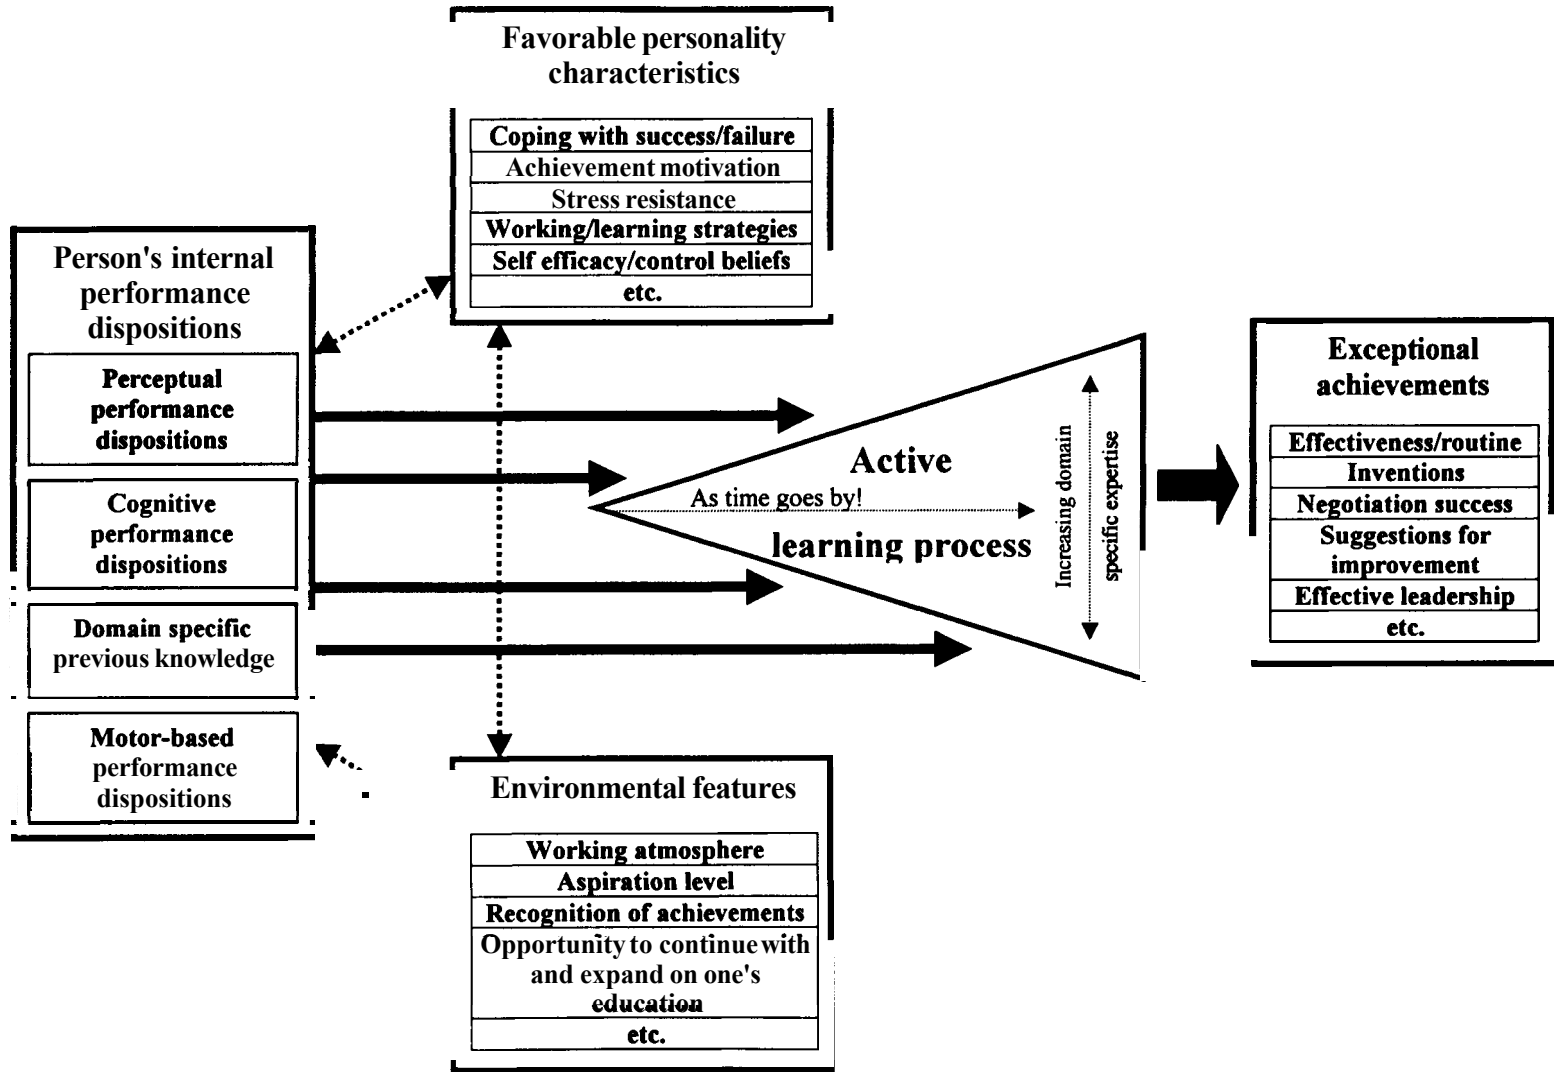 Favorable personality
characteristics
Coping with success/failure
Achievement motivation
Stress resistance
Working/learning strategies
Self efficacy/control beliefs
etc.
Person's internal
performance
dispositions
Perceptual
performance
dispositions
Cognitive
performance
dispositions
Domain specific
previous knowledge
Motor-based
performance
dispositions
Active
As time goes by!
learning process
Increasing domain
specific expertise
Exceptional
achievements
Effectiveness/routine
Inventions
Negotiation success
Suggestions for
improvement
Effective leadership
etc.
Environmental features
Working atmosphere
Aspiration level
Recognition of achievements
Opportunity to continue with
and expand on one's
education
etc.